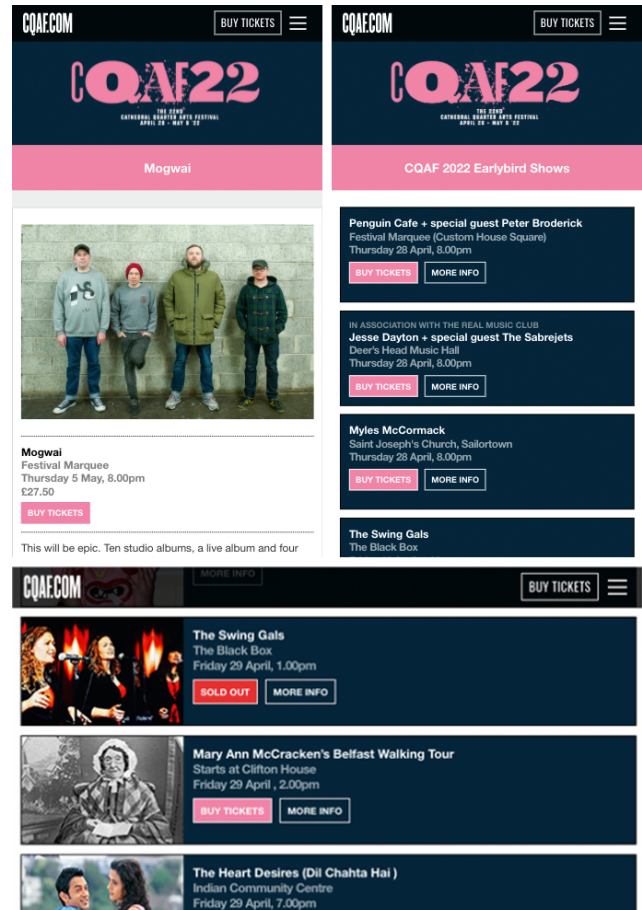 CQAF.COM
BUY TICKETS
CQAF22
THE 22ND
CATHEDRAL QUARTER ARTS FESTIVAL
APRIL 28 - MAY 8 '22
Mogwai
Mogwai
Festival Marquee
Thursday 5 May, 8.00pm
£27.50
BUY TICKETS
This will be epic. Ten studio albums, a live album and four
CQAF.COM
BUY TICKETS
CQAF22
THE 22ND
CATHEDRAL QUARTER ARTS FESTIVAL
APRIL 28 - MAY 8 '22
CQAF 2022 Earlybird Shows
Penguin Cafe + special guest Peter Broderick
Festival Marquee (Custom House Square)
Thursday 28 April, 8.00pm
BUY TICKETS
MORE INFO
IN ASSOCIATION WITH THE REAL MUSIC CLUB
Jesse Dayton + special guest The Sabrejets
Deer's Head Music Hall
Thursday 28 April, 8.00pm
BUY TICKETS
MORE INFO
Myles McCormack
Saint Joseph's Church, Sailortown
Thursday 28 April, 8.00pm
BUY TICKETS
MORE INFO
The Swing Gals
The Black Box
CQAF.COM
MORE INFO
BUY TICKETS
The Swing Gals
The Black Box
Friday 29 April, 1.00pm
SOLD OUT
MORE INFO
Mary Ann McCracken's Belfast Walking Tour
Starts at Clifton House
Friday 29 April , 2.00pm
BUY TICKETS
MORE INFO
The Heart Desires (Dil Chahta Hai )
Indian Community Centre
Friday 29 April, 7.00pm